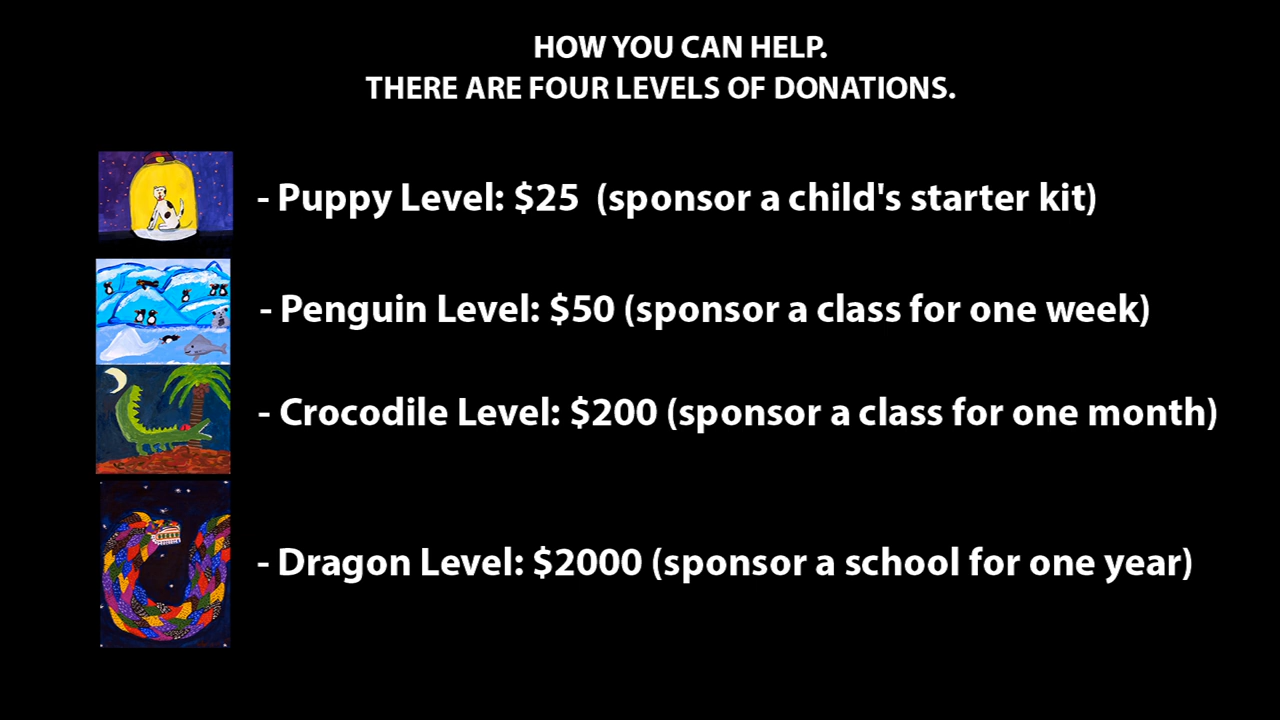 HOW YOU CAN HELP.
THERE ARE FOUR LEVELS OF DONATIONS.
- Puppy Level: $25  (sponsor a child's starter kit)
- Penguin Level: $50 (sponsor a class for one week)
- Crocodile Level: $200 (sponsor a class for one month)
- Dragon Level: $2000 (sponsor a school for one year)